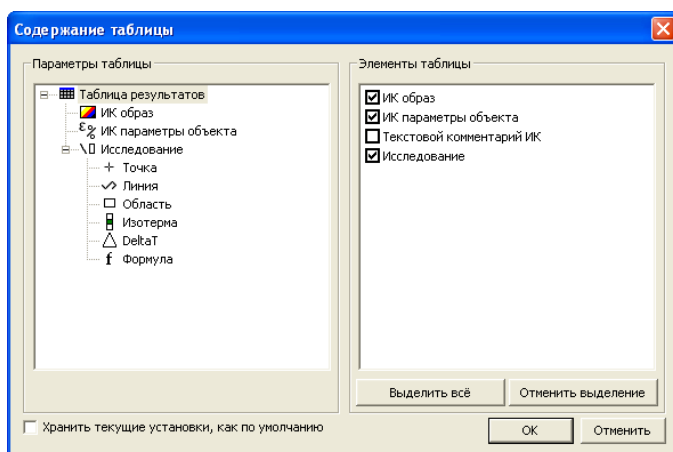 Содержание таблицы
Параметры таблицы
Таблица результатов
ИК образ
ε% ИК параметры объекта
Исследование
Точка
Линия
Область
Изотерма
DeltaT
f Формула
Элементы таблицы
ИК образ
ИК параметры объекта
Текстовой комментарий ИК
Исследование
Выделить всё
Отменить выделение
Хранить текущие установки, как по умолчанию
ОК
Отменить